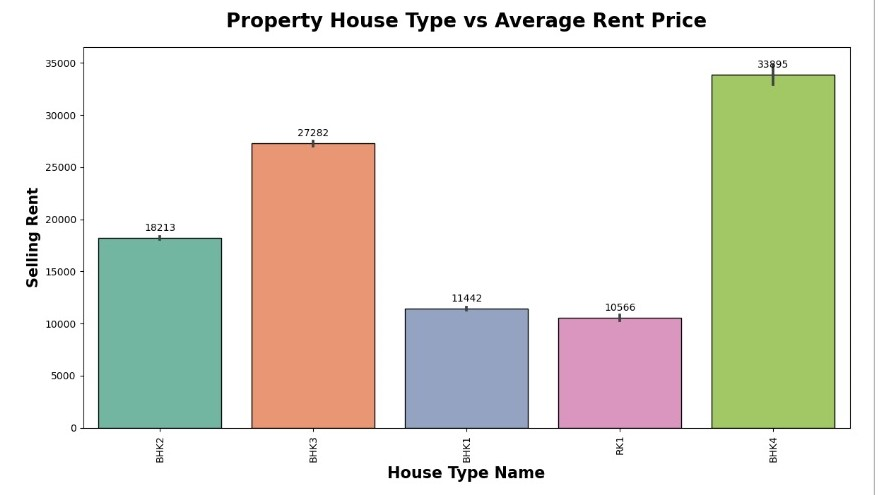 Property House Type vs Average Rent Price
Selling Rent
35000
30000
25000
20000
15000
10000
5000
0
18213
27282
11442
10566
33895
BHK2
BHK3
BHK1
RK1
BHK4
House Type Name